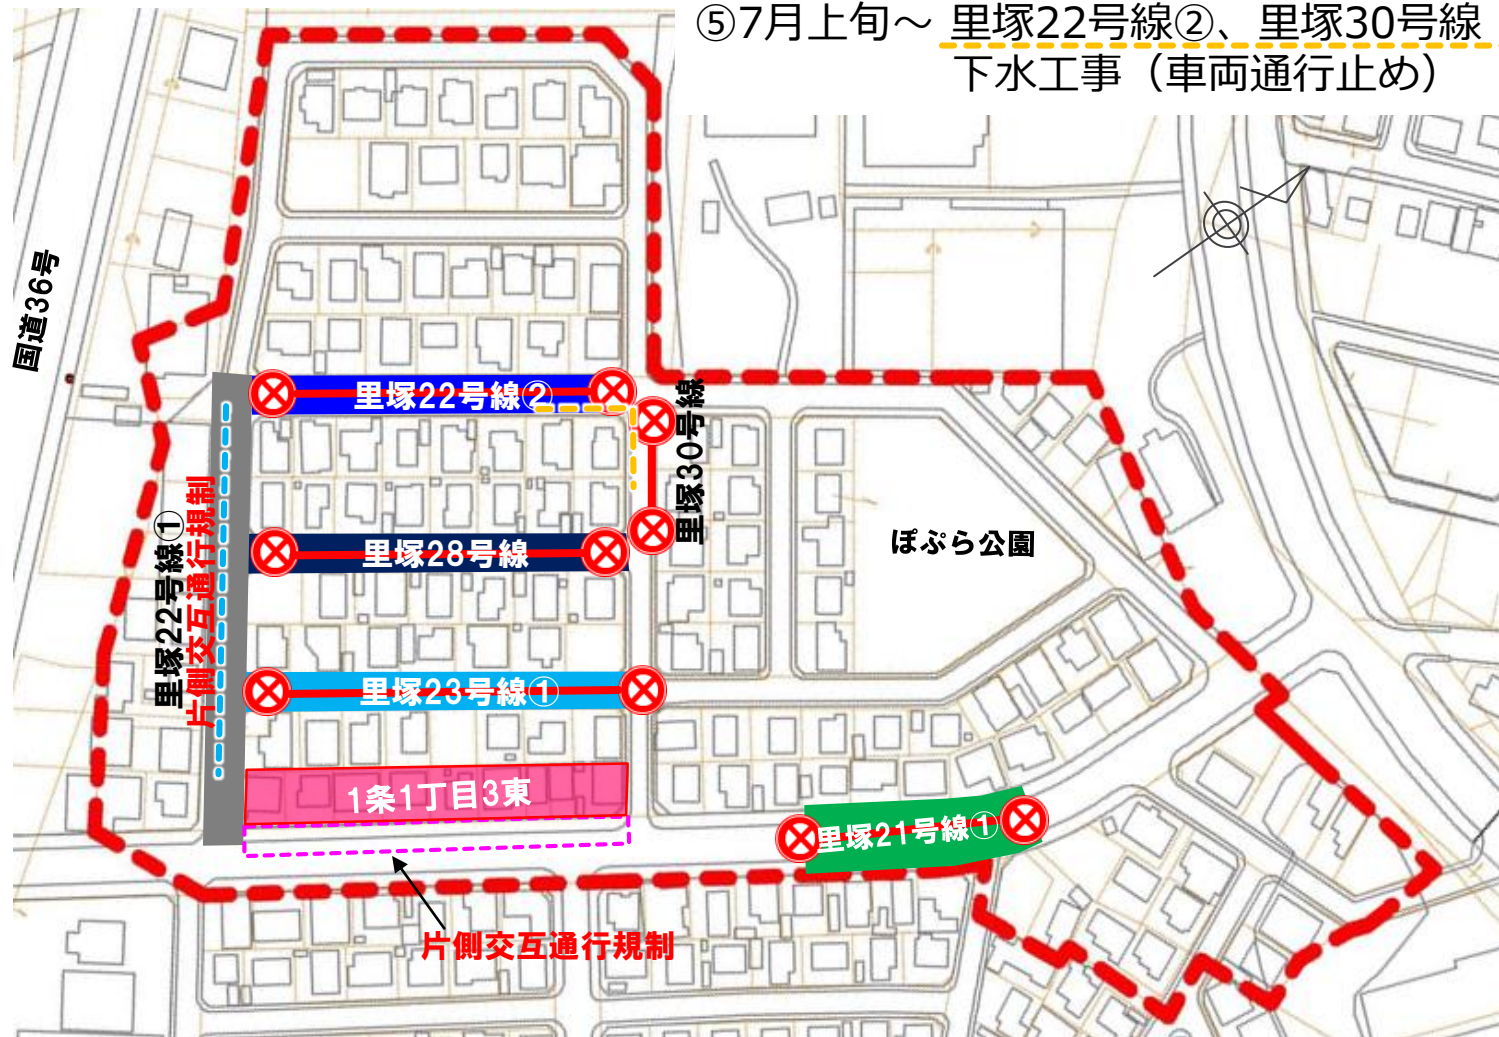 ⑤7月上旬～ 里塚22号線②、里塚30号線
下水工事（車両通行止め）
国道36号
里塚22号線②
里塚30号線
里塚22号線①
片側交互通行規制
里塚28号線
ぽぷら公園
里塚23号線①
1条1丁目3東
里塚21号線①
片側交互通行規制